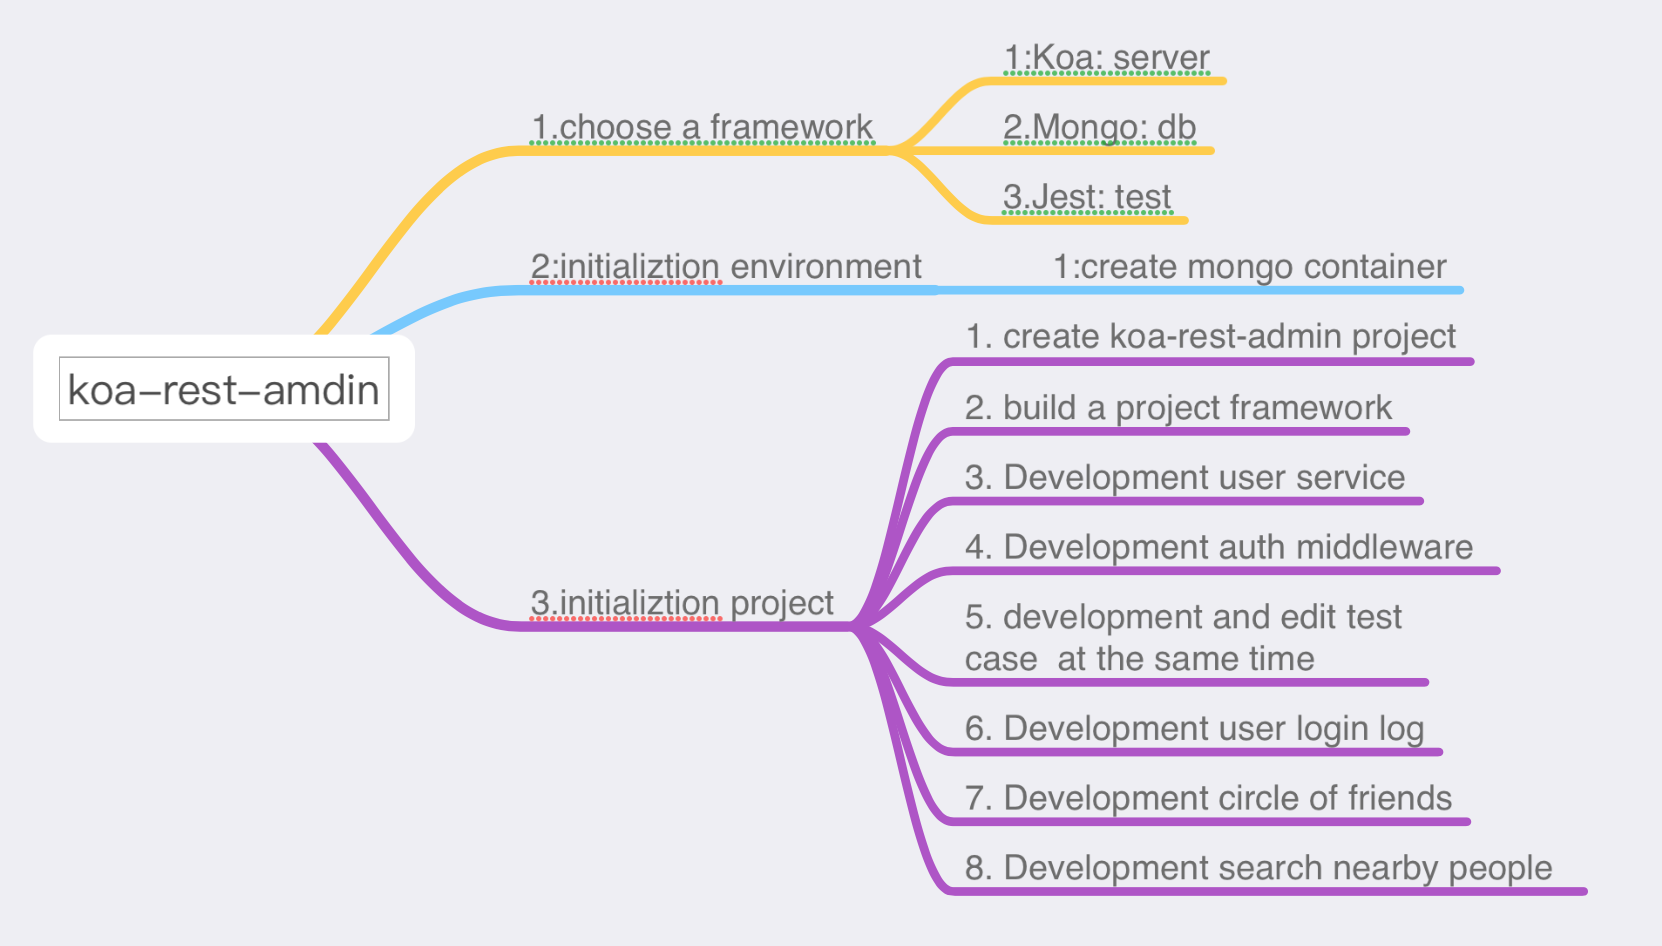 1:Koa: server
1.choose a framework
2.Mongo: db
3.Jest: test
2:initializtion environment
1:create mongo container
koa-rest-amdin
1. create koa-rest-admin project
2. build a project framework
3. Development user service
4. Development auth middleware
3.initializtion project
5. development and edit test
case  at the same time
6. Development user login log
7. Development circle of friends
8. Development search nearby people